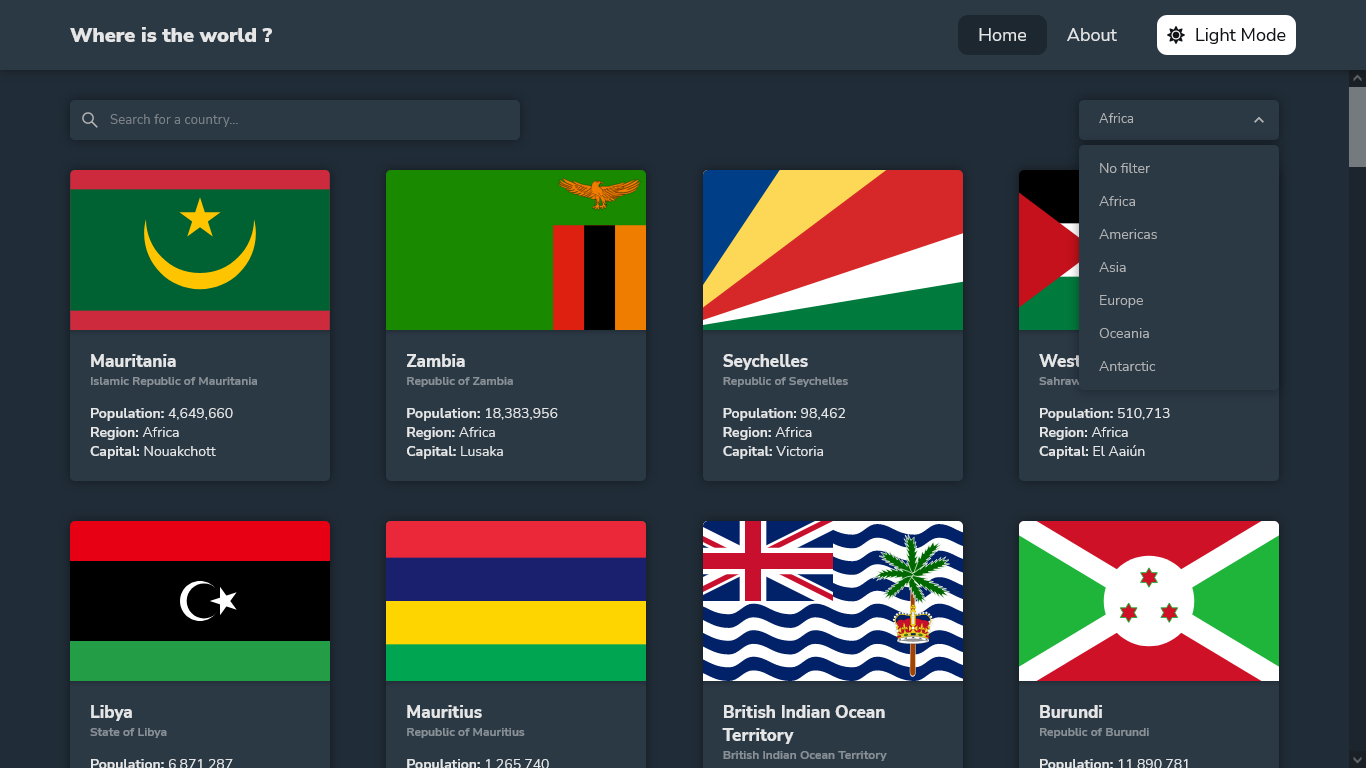 Where is the world ?
Home
About
Light Mode
Search for a country...
Africa
No filter
Africa
Americas
Asia
Europe
Oceania
Antarctic
Mauritania
Islamic Republic of Mauritania
Population: 4,649,660
Region: Africa
Capital: Nouakchott
Zambia
Republic of Zambia
Population: 18,383,956
Region: Africa
Capital: Lusaka
Seychelles
Republic of Seychelles
Population: 98,462
Region: Africa
Capital: Victoria
West
Sahraw
Population: 510,713
Region: Africa
Capital: El Aaiún
Libya
State of Libya
Population: 6,871,287
Mauritius
Republic of Mauritius
Population: 1,265,740
British Indian Ocean
Territory
British Indian Ocean Territory
Burundi
Republic of Burundi
Population: 11,890,781